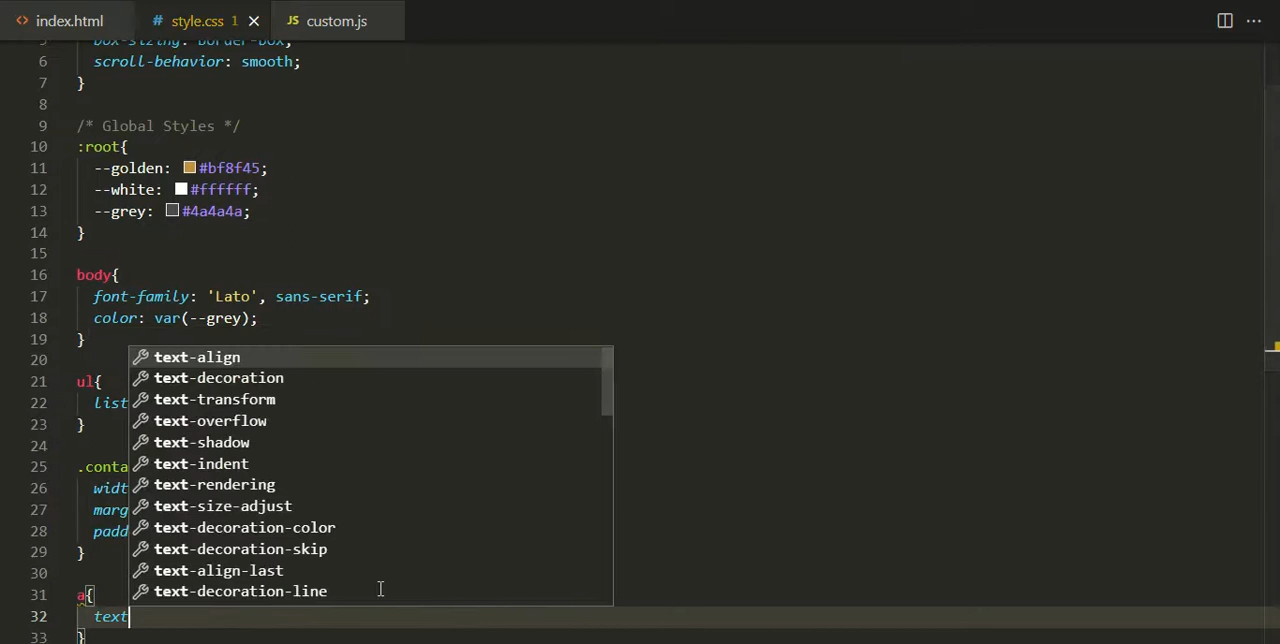 index.html # style.css 1 JS custom.js
5 box-sizing: border-box;
6 scroll-behavior: smooth;
7 }
8
9 /* Global Styles */
10 :root{
11 --golden: #bf8f45;
12 --white: #ffffff;
13 --grey: #4a4a4a;
14 }
15
16 body{
17 font-family: 'Lato', sans-serif;
18 color: var(--grey);
19 }
20 text-align
text-decoration
21 ul{ text-transform
22 list text-overflow
23 } text-shadow
24 text-indent
25 .conta text-rendering
26 widt text-size-adjust
27 marg text-decoration-color
28 padd text-decoration-skip
29 } text-align-last
30 text-decoration-line
31 a{
32 text
33 }